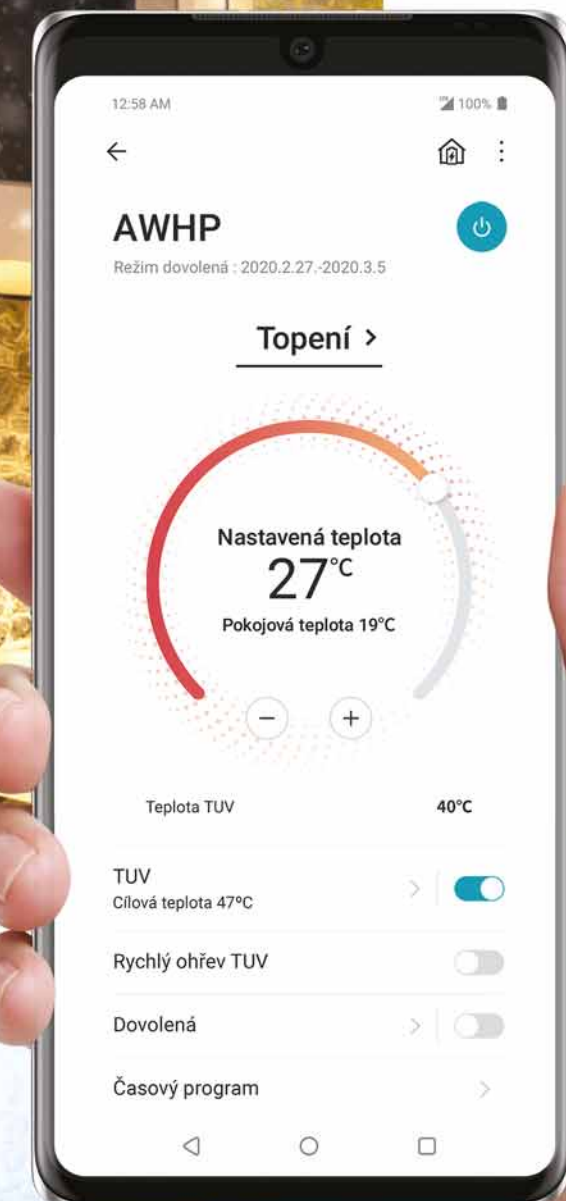 12:58 AM 100%
AWHP
Režim dovolená : 2020.2.27.-2020.3.5
Topení >
Nastavená teplota
27°C
Pokojová teplota 19°C
− +
Teplota TUV 40°C
TUV
Cílová teplota 47°C
Rychlý ohřev TUV
Dovolená
Časový program